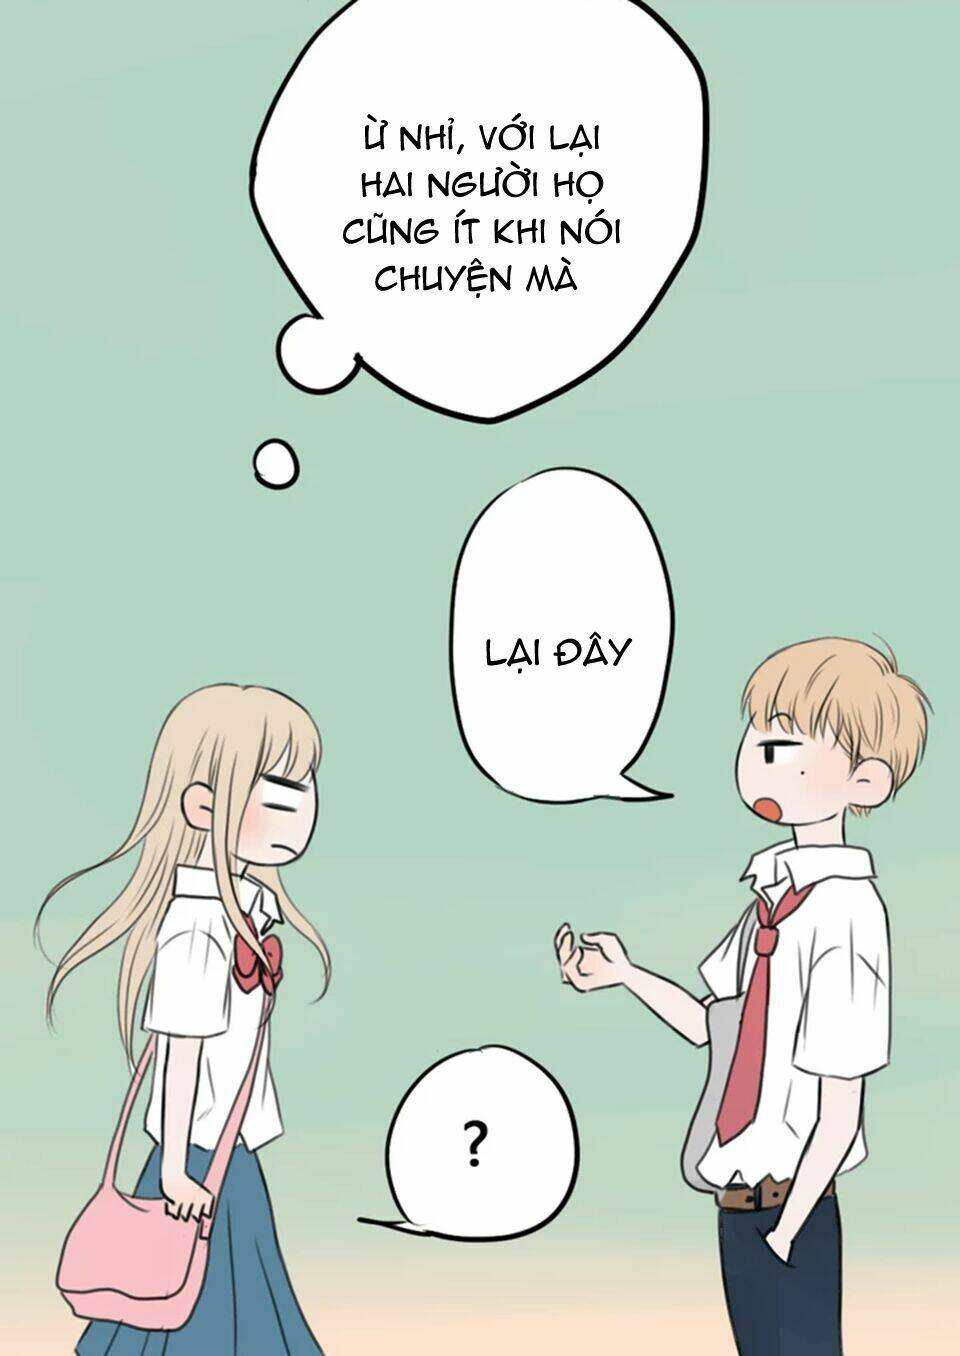 Ừ NHỈ, VỚI LẠI
HAI NGƯỜI HỌ
CŨNG ÍT KHI NÓI
CHUYỆN MÀ
LẠI ĐÂY
?